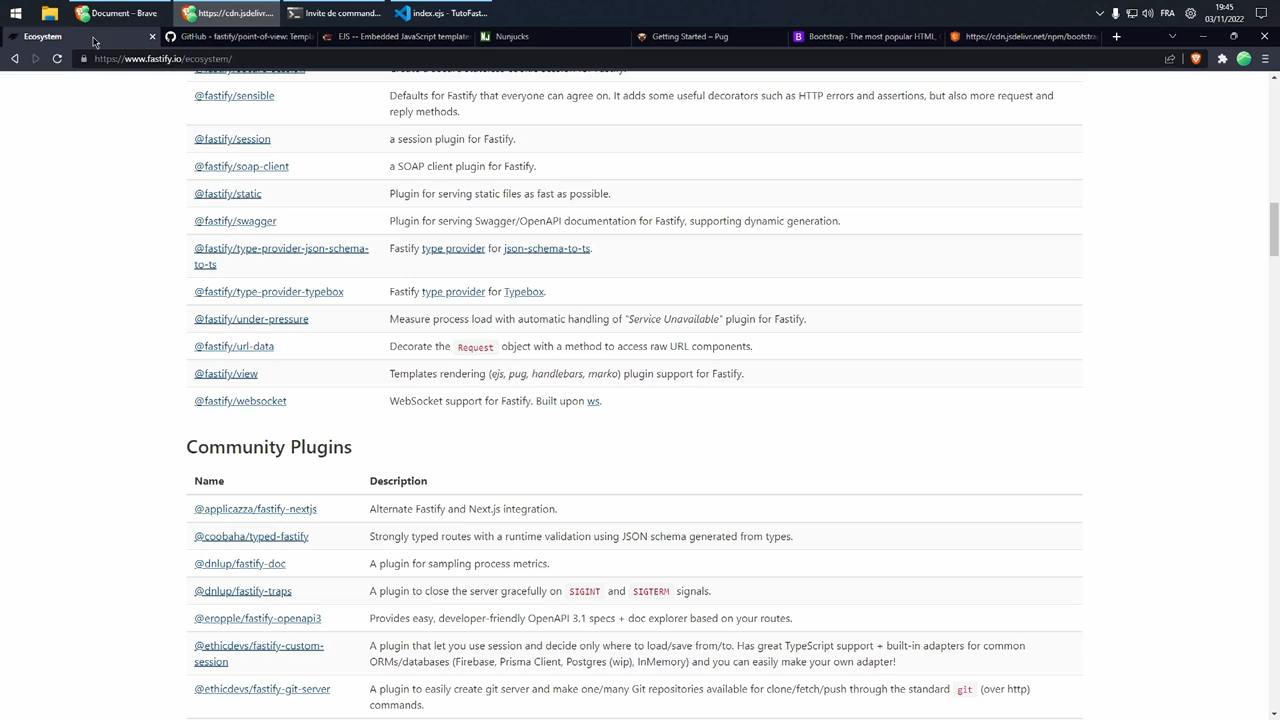 Document – Brave
https://cdn.jsdelivr....
Invite de command...
index.ejs - TutoFast...
FRA
19:45
03/11/2022
Ecosystem
GitHub - fastify/point-of-view: Templ
EJS -- Embedded JavaScript template
Nunjucks
Getting Started – Pug
Bootstrap · The most popular HTML, C
https://cdn.jsdelivr.net/npm/bootstra
https://www.fastify.io/ecosystem/
@fastify/sensible
Defaults for Fastify that everyone can agree on. It adds some useful decorators such as HTTP errors and assertions, but also more request and
reply methods.
@fastify/session
a session plugin for Fastify.
@fastify/soap-client
a SOAP client plugin for Fastify.
@fastify/static
Plugin for serving static files as fast as possible.
@fastify/swagger
Plugin for serving Swagger/OpenAPI documentation for Fastify, supporting dynamic generation.
@fastify/type-provider-json-schema-
to-ts
Fastify type provider for json-schema-to-ts.
@fastify/type-provider-typebox
Fastify type provider for Typebox.
@fastify/under-pressure
Measure process load with automatic handling of "Service Unavailable" plugin for Fastify.
@fastify/url-data
Decorate the Request object with a method to access raw URL components.
@fastify/view
Templates rendering (ejs, pug, handlebars, marko) plugin support for Fastify.
@fastify/websocket
WebSocket support for Fastify. Built upon ws.
Community Plugins
Name
Description
@applicazza/fastify-nextjs
Alternate Fastify and Next.js integration.
@coobaha/typed-fastify
Strongly typed routes with a runtime validation using JSON schema generated from types.
@dnlup/fastify-doc
A plugin for sampling process metrics.
@dnlup/fastify-traps
A plugin to close the server gracefully on SIGINT and SIGTERM signals.
@eropple/fastify-openapi3
Provides easy, developer-friendly OpenAPI 3.1 specs + doc explorer based on your routes.
@ethicdevs/fastify-custom-
session
A plugin that let you use session and decide only where to load/save from/to. Has great TypeScript support + built-in adapters for common
ORMs/databases (Firebase, Prisma Client, Postgres (wip), InMemory) and you can easily make your own adapter!
@ethicdevs/fastify-git-server
A plugin to easily create git server and make one/many Git repositories available for clone/fetch/push through the standard git (over http)
commands.